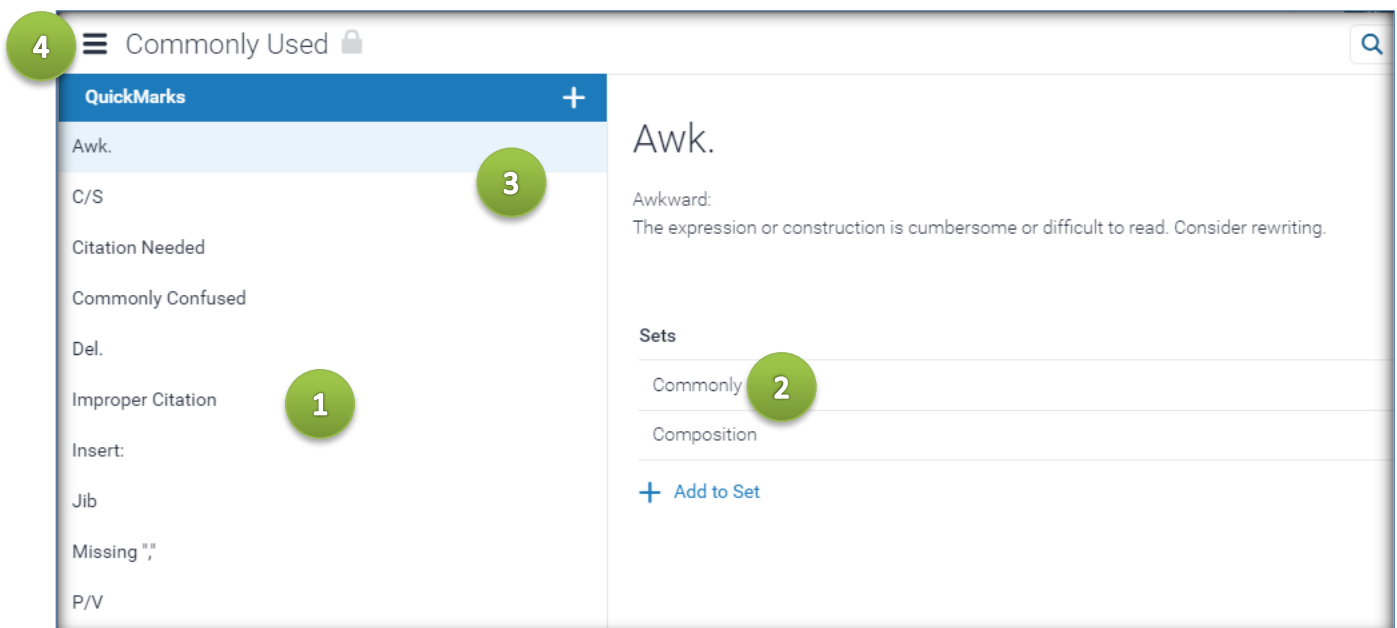 4
Commonly Used
QuickMarks
Awk.
C/S
Citation Needed
Commonly Confused
Del.
Improper Citation
Insert:
Jib
Missing ","
P/V
3
1
Awk.
Awkward:
The expression or construction is cumbersome or difficult to read. Consider rewriting.
Sets
Commonly 2
Composition
+ Add to Set